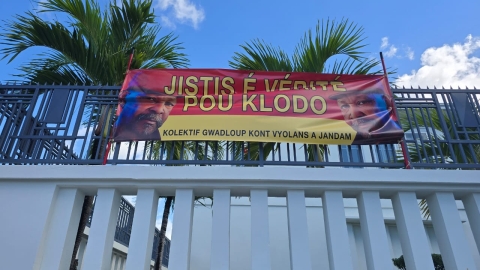 JISTIS É VÉRITÉ
POU KLODO
KOLEKTIF GWADLOUP KONT VYOLANS A JANDAM